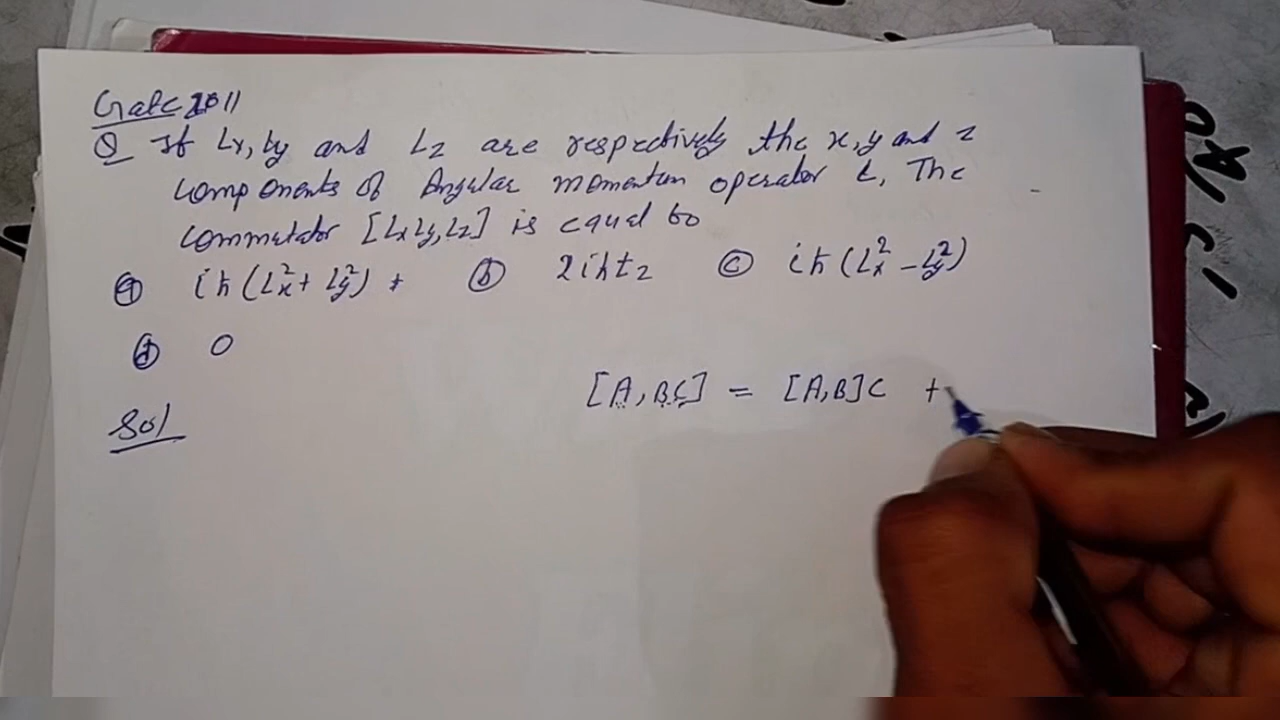 Gate 2011
Q If Lx, Ly and Lz are respectively the x, y and z
components of Angular momentum operator L, The
commutator [LxLy, Lz] is equal to
(a) iħ(Lx² + Ly²) (b) 2iħLz (c) iħ(Lx² - Ly²)
(d) 0
[A, BC] = [A,B]C +
Sol